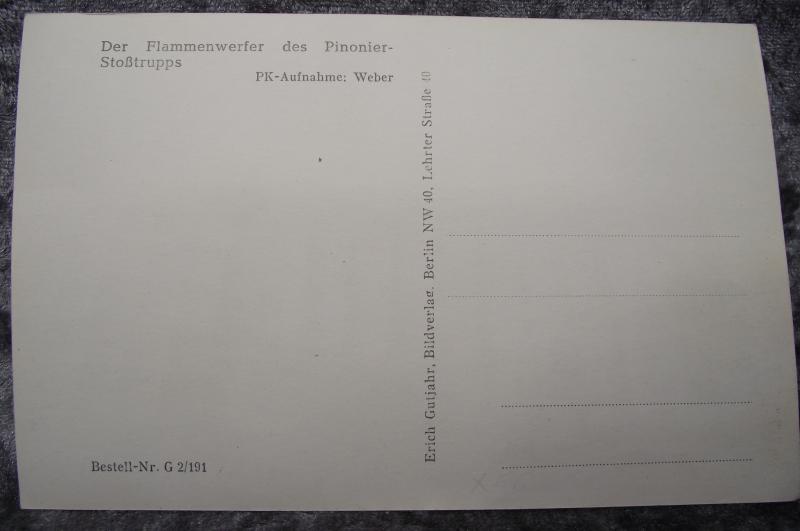 Der Flammenwerfer des Pinonier-
Stoßtrupps
PK-Aufnahme: Weber
Erich Gutjahr, Bildverlag, Berlin NW 40, Lehrter Straße 40
Bestell-Nr. G 2/191